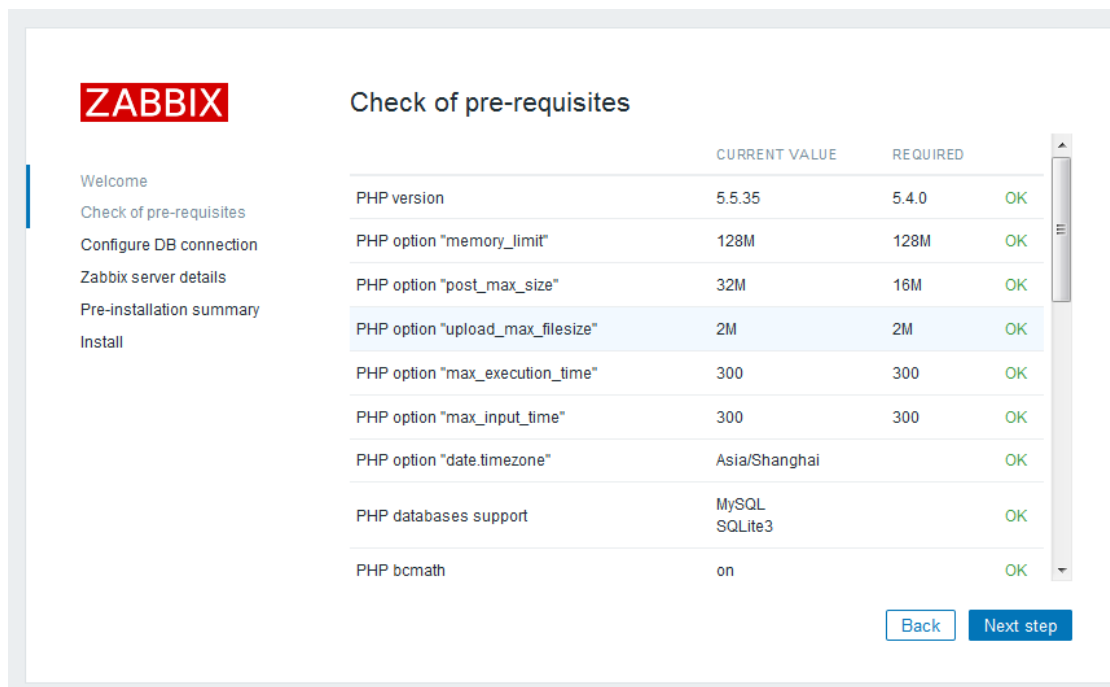 ZABBIX
Check of pre-requisites
Welcome
Check of pre-requisites
Configure DB connection
Zabbix server details
Pre-installation summary
Install
CURRENT VALUE REQUIRED
PHP version 5.5.35 5.4.0 OK
PHP option "memory_limit" 128M 128M OK
PHP option "post_max_size" 32M 16M OK
PHP option "upload_max_filesize" 2M 2M OK
PHP option "max_execution_time" 300 300 OK
PHP option "max_input_time" 300 300 OK
PHP option "date.timezone" Asia/Shanghai OK
PHP databases support MySQL
SQLite3 OK
PHP bcmath on OK
Back Next step